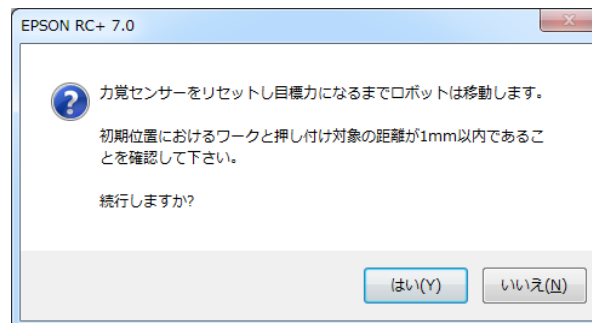 EPSON RC+ 7.0
力覚センサーをリセットし目標力になるまでロボットは移動します。
初期位置におけるワークと押し付け対象の距離が1mm以内であるこ
とを確認して下さい。
続行しますか?
はい(Y)
いいえ(N)